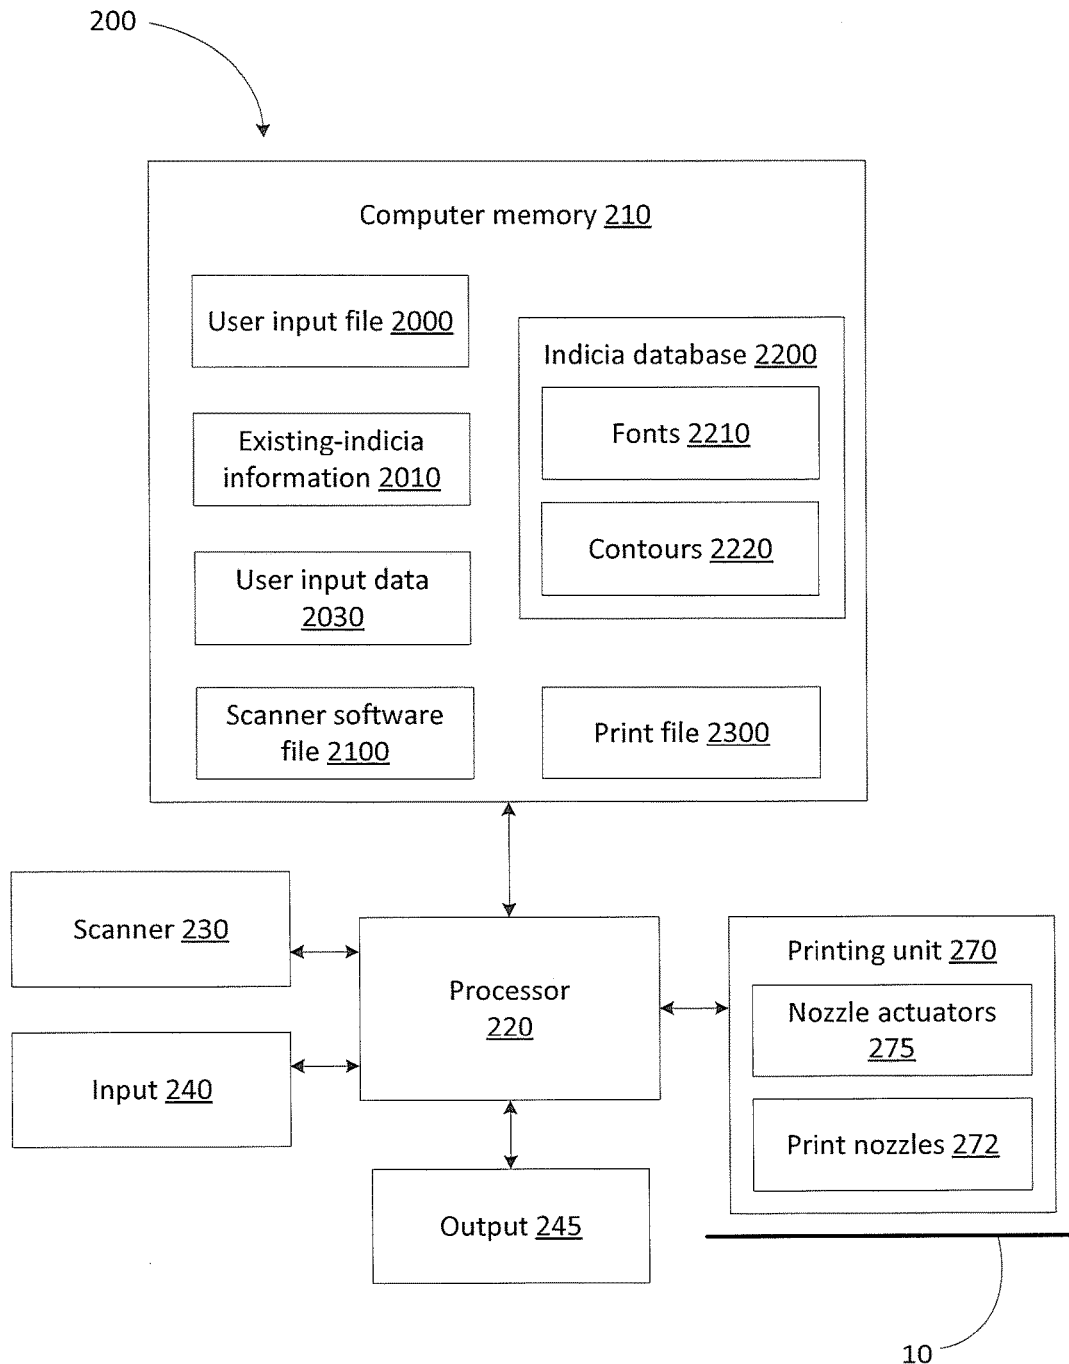 200
Computer memory 210
User input file 2000
Indicia database 2200
Fonts 2210
Existing-indicia
information 2010
Contours 2220
User input data
2030
Scanner software
file 2100
Print file 2300
Scanner 230
Processor
220
Printing unit 270
Nozzle actuators
275
Input 240
Print nozzles 272
Output 245
10